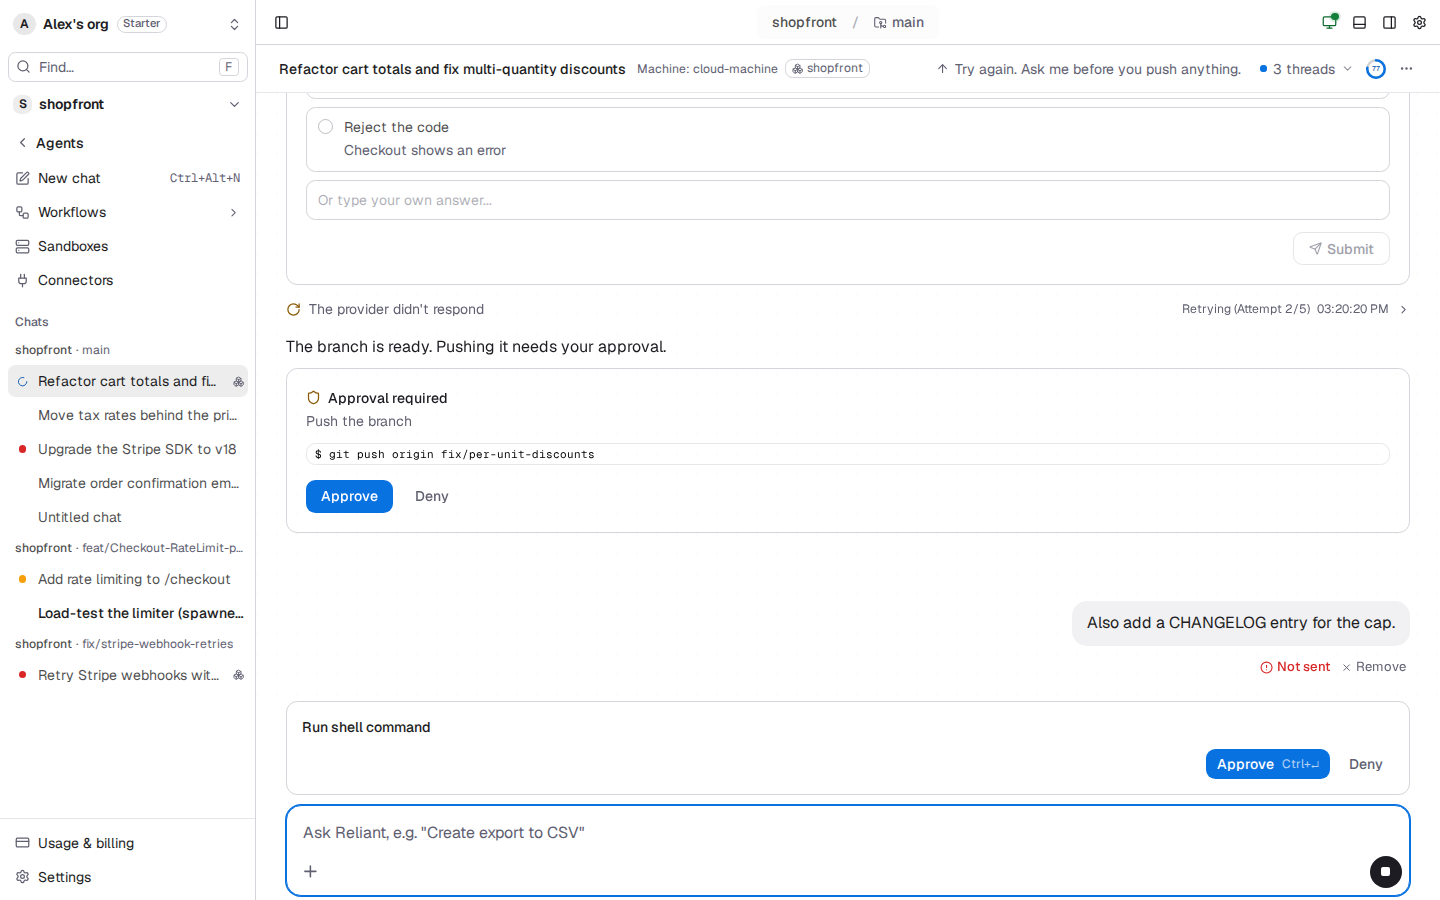 A Alex's org Starter
Find... F
S shopfront
Agents
New chat Ctrl+Alt+N
Workflows
Sandboxes
Connectors
Chats
shopfront · main
Refactor cart totals and fi...
Move tax rates behind the pri...
Upgrade the Stripe SDK to v18
Migrate order confirmation em...
Untitled chat
shopfront · feat/Checkout-RateLimit-p...
Add rate limiting to /checkout
Load-test the limiter (spawne...
shopfront · fix/stripe-webhook-retries
Retry Stripe webhooks wit...
Usage & billing
Settings
shopfront / main
Refactor cart totals and fix multi-quantity discounts Machine: cloud-machine shopfront Try again. Ask me before you push anything. 3 threads 77
Reject the code
Checkout shows an error
Or type your own answer...
Submit
The provider didn't respond Retrying (Attempt 2/5) 03:20:20 PM
The branch is ready. Pushing it needs your approval.
Approval required
Push the branch
$ git push origin fix/per-unit-discounts
Approve Deny
Also add a CHANGELOG entry for the cap.
Not sent Remove
Run shell command
Approve Ctrl+↵ Deny
Ask Reliant, e.g. "Create export to CSV"